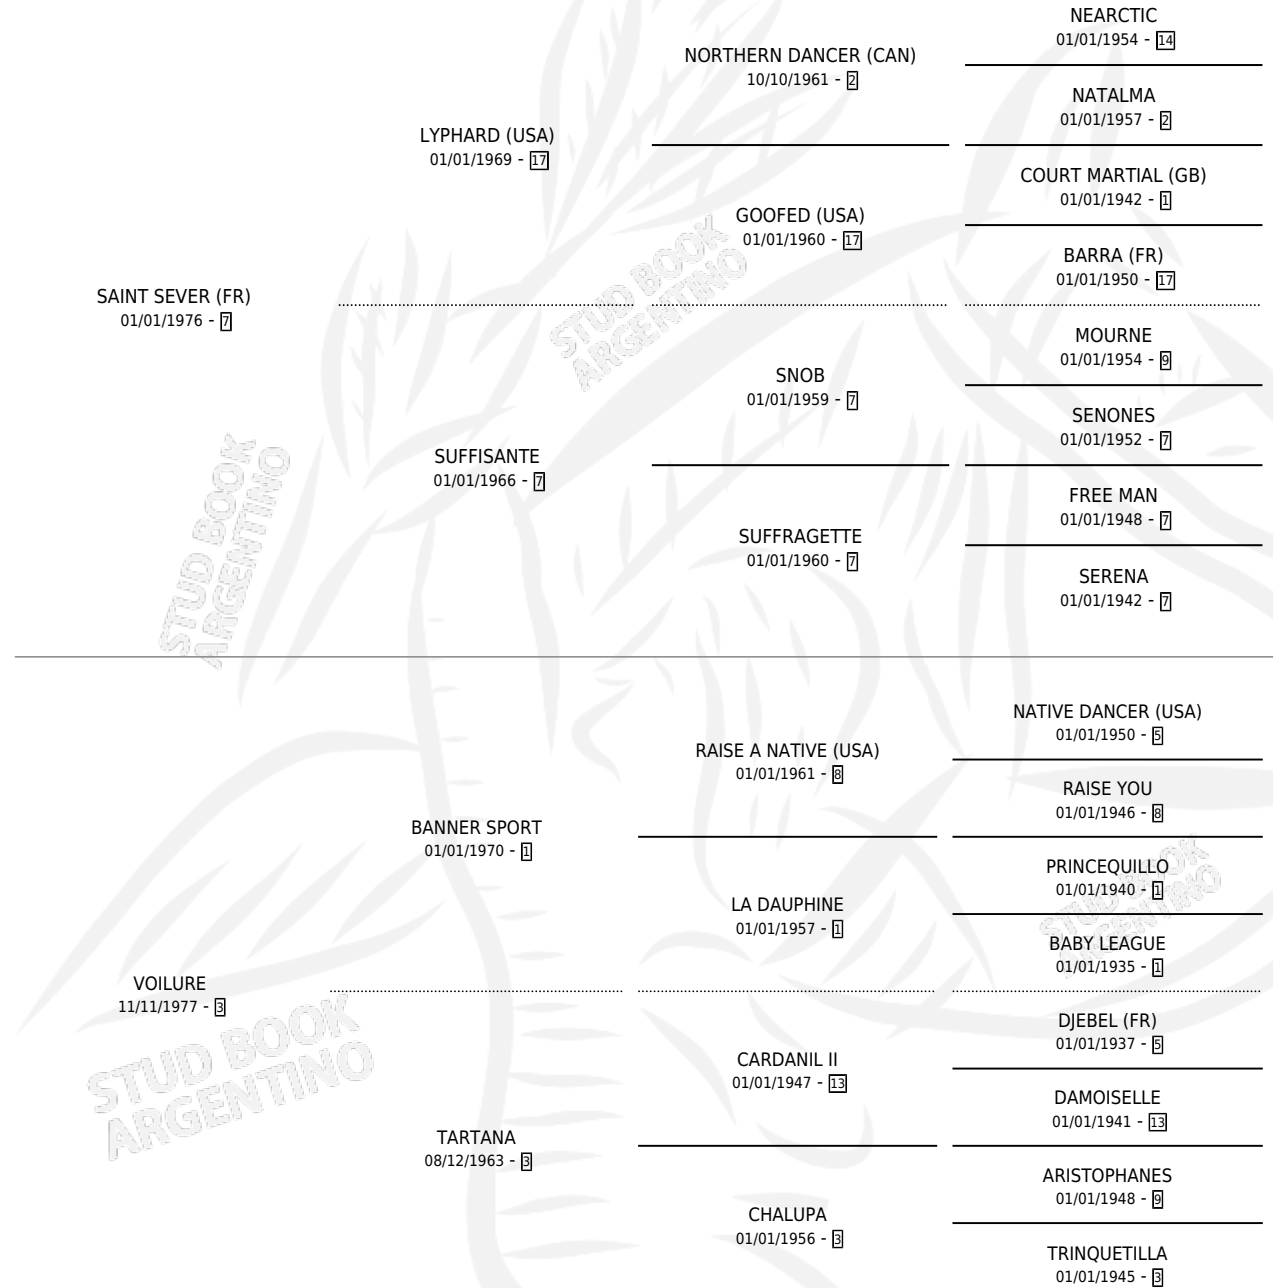 NEARCTIC
01/01/1954 - 14
NORTHERN DANCER (CAN)
10/10/1961 - 2
NATALMA
01/01/1957 - 2
LYPHARD (USA)
01/01/1969 - 17
COURT MARTIAL (GB)
01/01/1942 - 1
GOOFED (USA)
01/01/1960 - 17
BARRA (FR)
01/01/1950 - 17
SAINT SEVER (FR)
01/01/1976 - 7
STUD BOOK
ARGENTINO
MOURNE
01/01/1954 - 9
SNOB
01/01/1959 - 7
SENONES
01/01/1952 - 7
SUFFISANTE
01/01/1966 - 7
FREE MAN
01/01/1948 - 7
SUFFRAGETTE
01/01/1960 - 7
SERENA
01/01/1942 - 7
STUD BOOK
ARGENTINO
NATIVE DANCER (USA)
01/01/1950 - 5
RAISE A NATIVE (USA)
01/01/1961 - 8
RAISE YOU
01/01/1946 - 8
BANNER SPORT
01/01/1970 - 1
PRINCEQUILLO
01/01/1940 - 1
LA DAUPHINE
01/01/1957 - 1
BABY LEAGUE
01/01/1935 - 1
STUD BOOK
ARGENTINO
VOILURE
11/11/1977 - 3
DJEBEL (FR)
01/01/1937 - 5
CARDANIL II
01/01/1947 - 13
DAMOISELLE
01/01/1941 - 13
TARTANA
08/12/1963 - 3
ARISTOPHANES
01/01/1948 - 9
CHALUPA
01/01/1956 - 3
TRINQUETILLA
01/01/1945 - 3
STUD BOOK
ARGENTINO